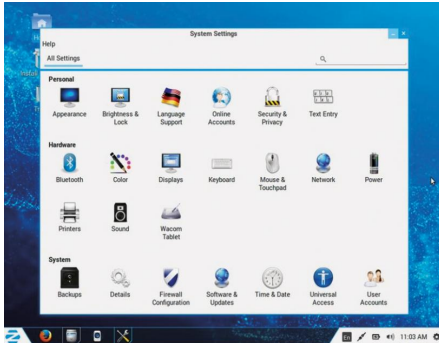 System Settings
Help
All Settings
Personal
Appearance
Brightness &
Lock
Language
Support
Online
Accounts
Security &
Privacy
Text Entry
Hardware
Bluetooth
Color
Displays
Keyboard
Mouse &
Touchpad
Network
Power
Printers
Sound
Wacom
Tablet
System
Backups
Details
Firewall
Configuration
Software &
Updates
Time & Date
Universal
Access
User
Accounts
En
11:03 AM